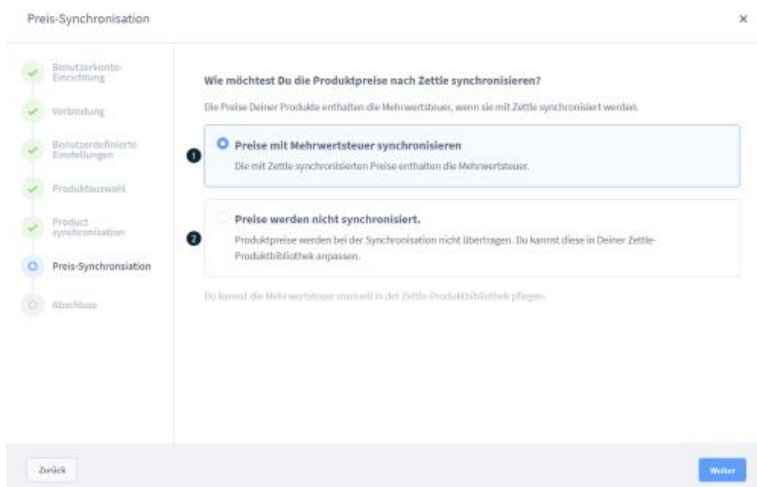 Preis-Synchronisation
Benutzerkonto-
Einrichtung
Verbindung
Benutzerdefinierte
Einstellungen
Produktauswahl
Product
synchronisation
Preis-Synchronsiation
Abschluss
Wie möchtest Du die Produktpreise nach Zettle synchronisieren?
Die Preise Deiner Produkte enthalten die Mehrwertsteuer, wenn sie mit Zettle synchronisiert werden.
1
Preise mit Mehrwertsteuer synchronisieren
Die mit Zettle synchronisierten Preise enthalten die Mehrwertsteuer.
2
Preise werden nicht synchronisiert.
Produktpreise werden bei der Synchronisation nicht übertragen. Du kannst diese in Deiner Zettle-
Produktbibliothek anpassen.
Du kannst die Mehrwertsteuer manuell in der Zettle-Produktbibliothek pflegen.
Zurück
Weiter